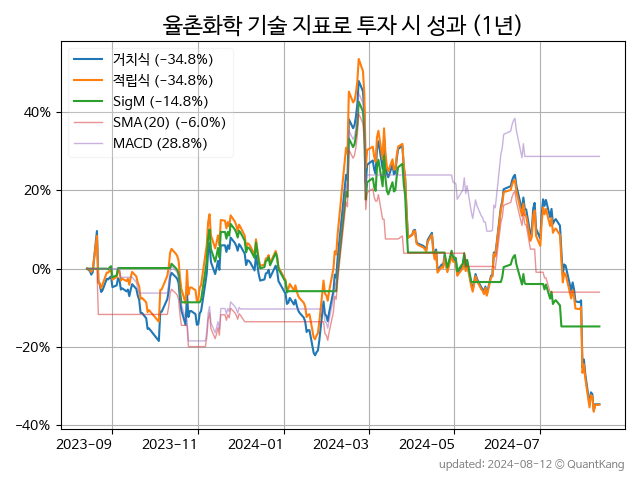 율촌화학 기술 지표로 투자 시 성과 (1년)
거치식 (-34.8%)
적립식 (-34.8%)
SigM (-14.8%)
SMA(20) (-6.0%)
MACD (28.8%)
40%
20%
0%
-20%
-40%
2023-09 2023-11 2024-01 2024-03 2024-05 2024-07
updated: 2024-08-12 © QuantKang